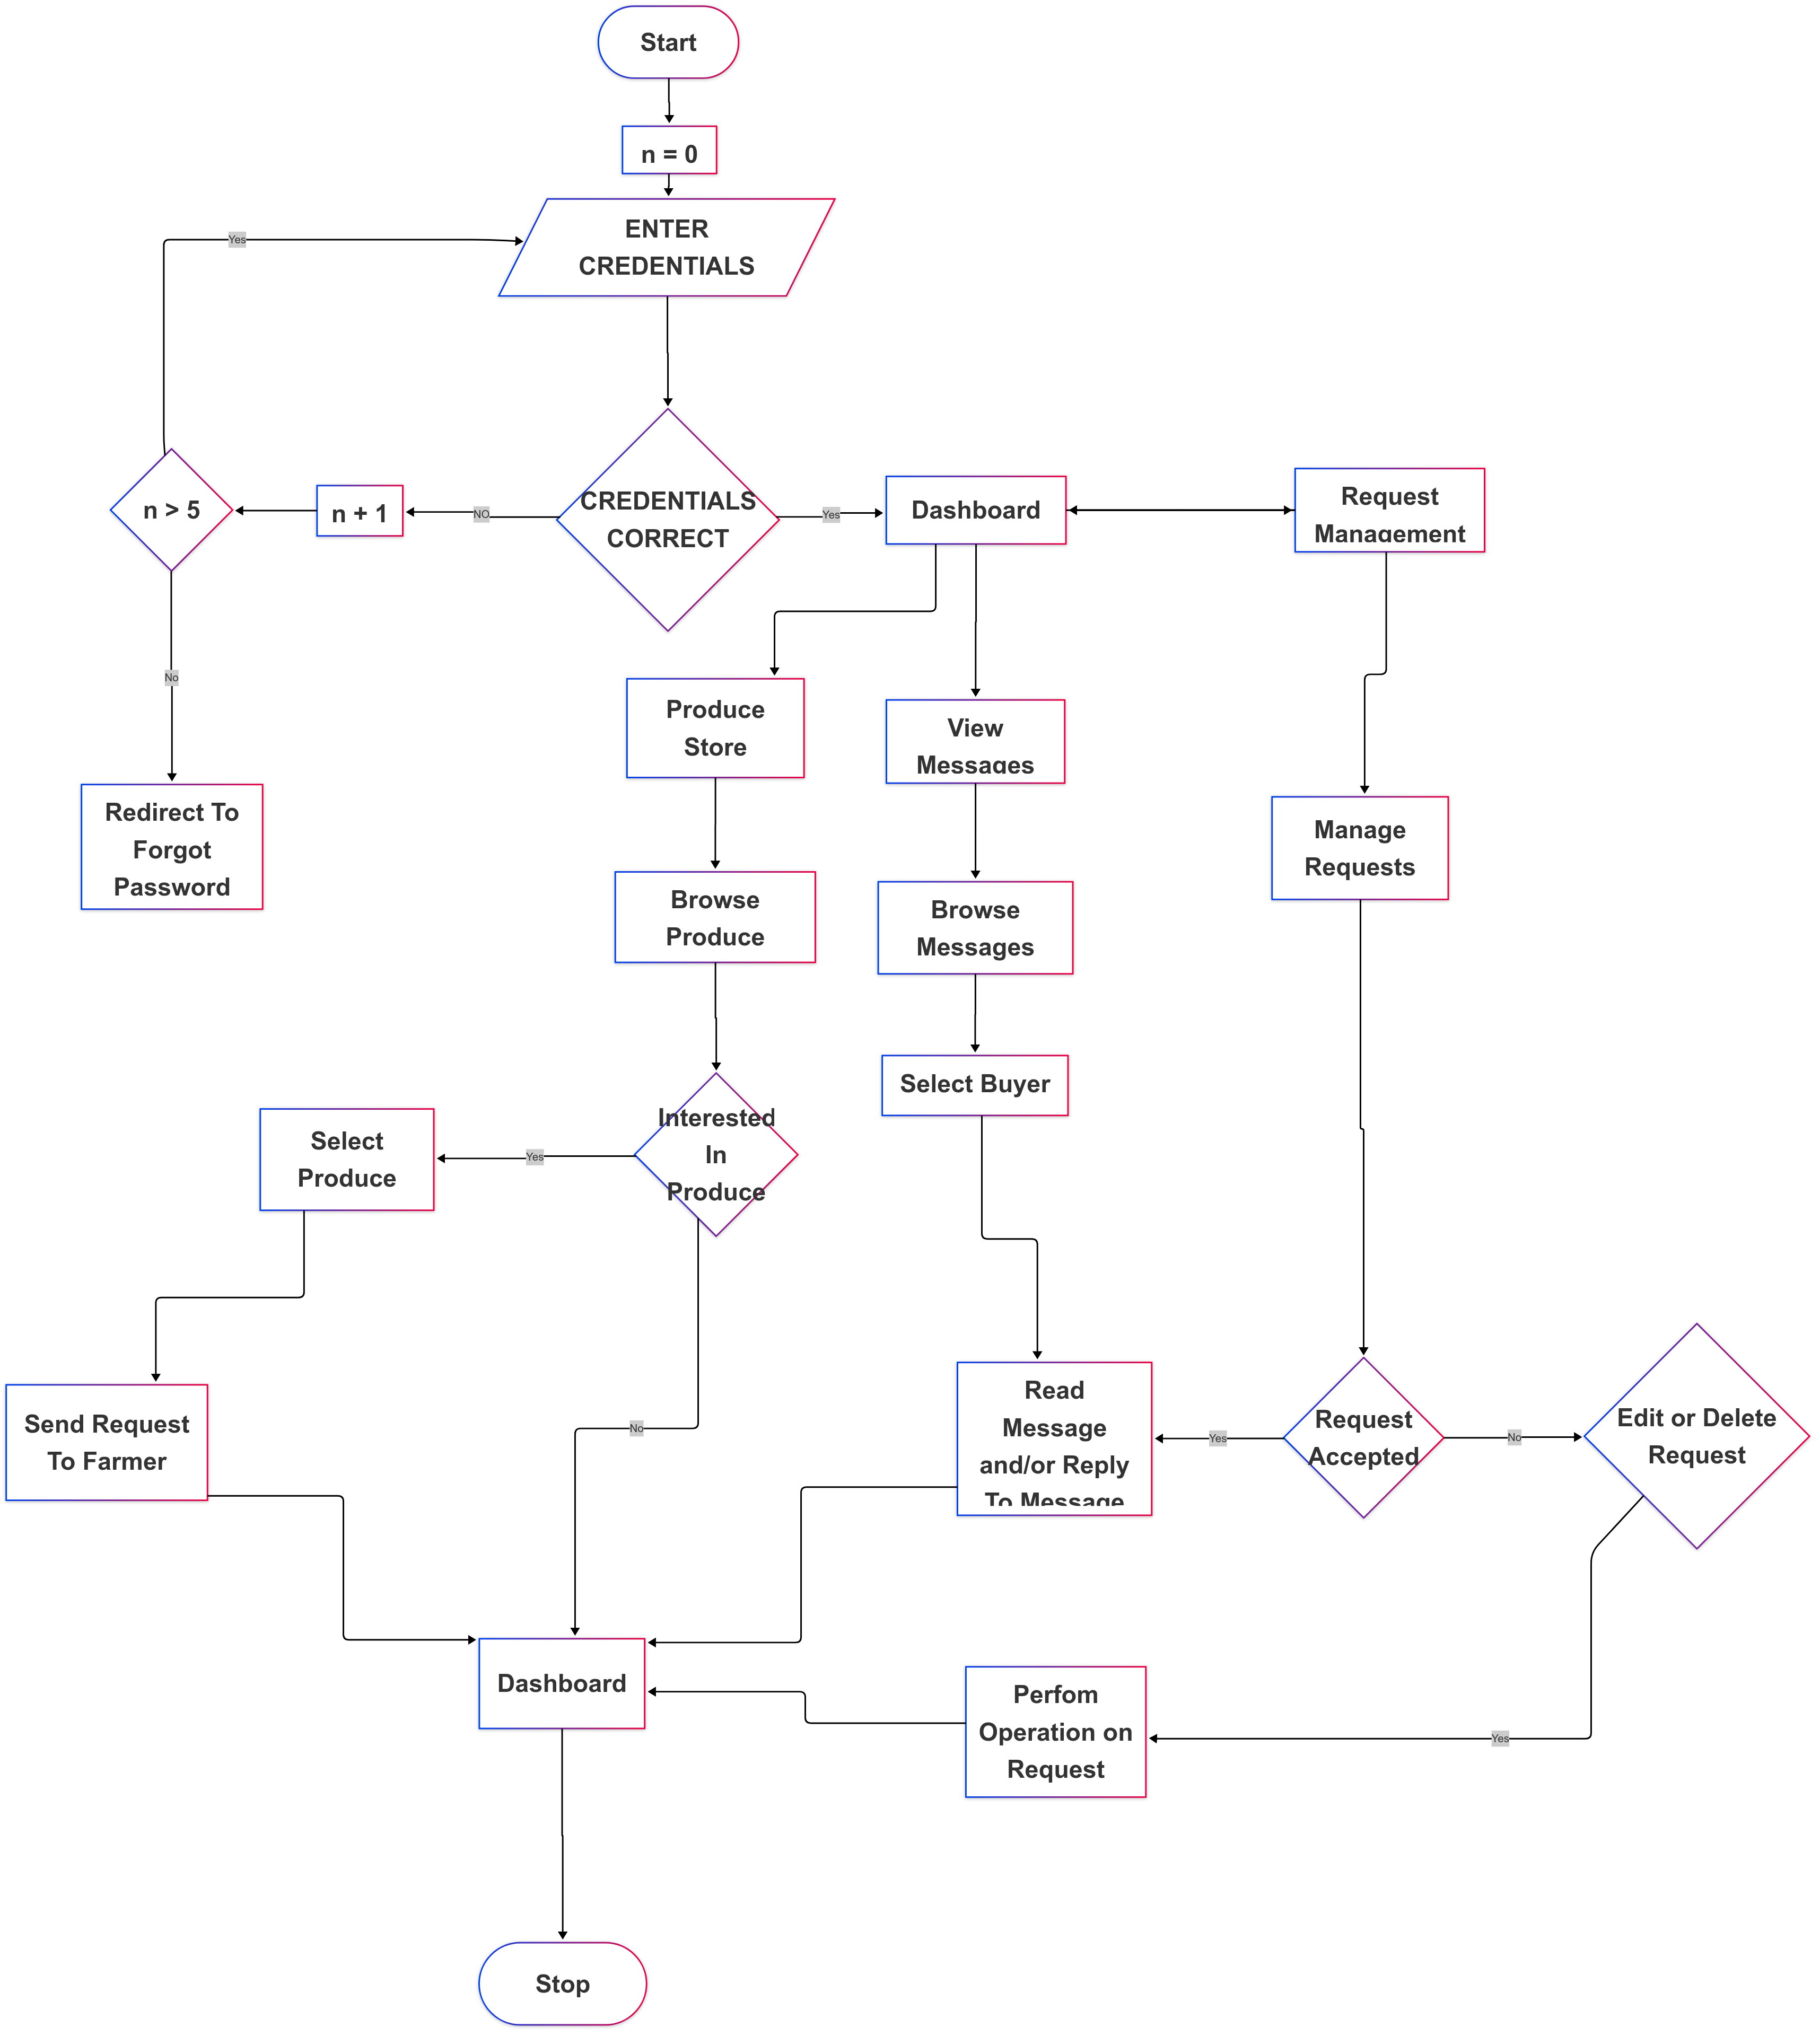 Start
n = 0
ENTER
CREDENTIALS
Yes
CREDENTIALS
CORRECT
n > 5
n + 1
NO
Yes
Dashboard
Request
Management
No
Produce
Store
View
Messages
Redirect To
Forgot
Password
Manage
Requests
Browse
Produce
Browse
Messages
Select Buyer
Interested
In
Produce
Yes
Select
Produce
Send Request
To Farmer
No
Read
Message
and/or Reply
To Message
Yes
Request
Accepted
No
Edit or Delete
Request
Dashboard
Perfom
Operation on
Request
Yes
Stop